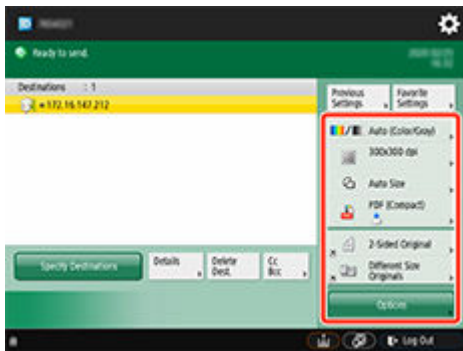 Ready to send.
Destinations : 1
172.16.147.212
Previous
Settings
Favorite
Settings
Auto (Color/Gray)
300x300 dpi
Auto Size
PDF (Compact)
2-Sided Original
Different Size
Originals
Options
Specify Destinations
Details
Delete
Dest.
Cc
Bcc
Log Out